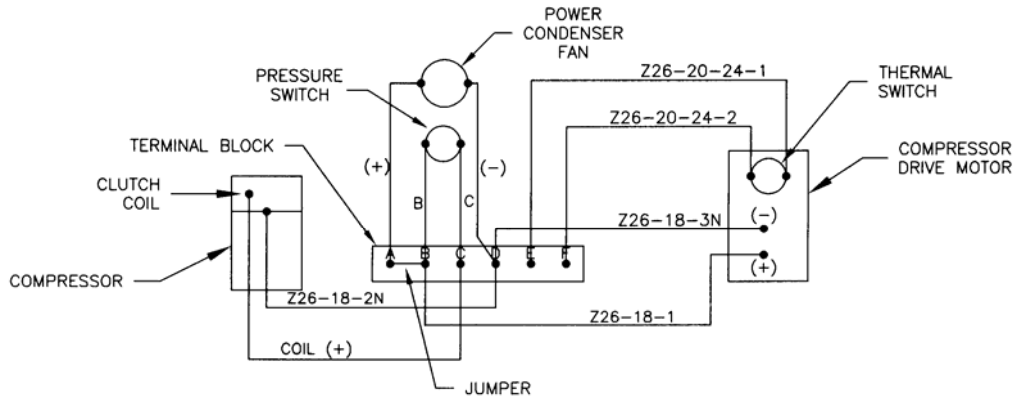 POWER
CONDENSER
FAN
PRESSURE
SWITCH
Z26-20-24-1
THERMAL
SWITCH
Z26-20-24-2
TERMINAL BLOCK
(+)
(-)
COMPRESSOR
DRIVE MOTOR
CLUTCH
COIL
B
C
Z26-18-3N
(-)
A B C D E F
(+)
COMPRESSOR
Z26-18-2N
Z26-18-1
COIL (+)
JUMPER